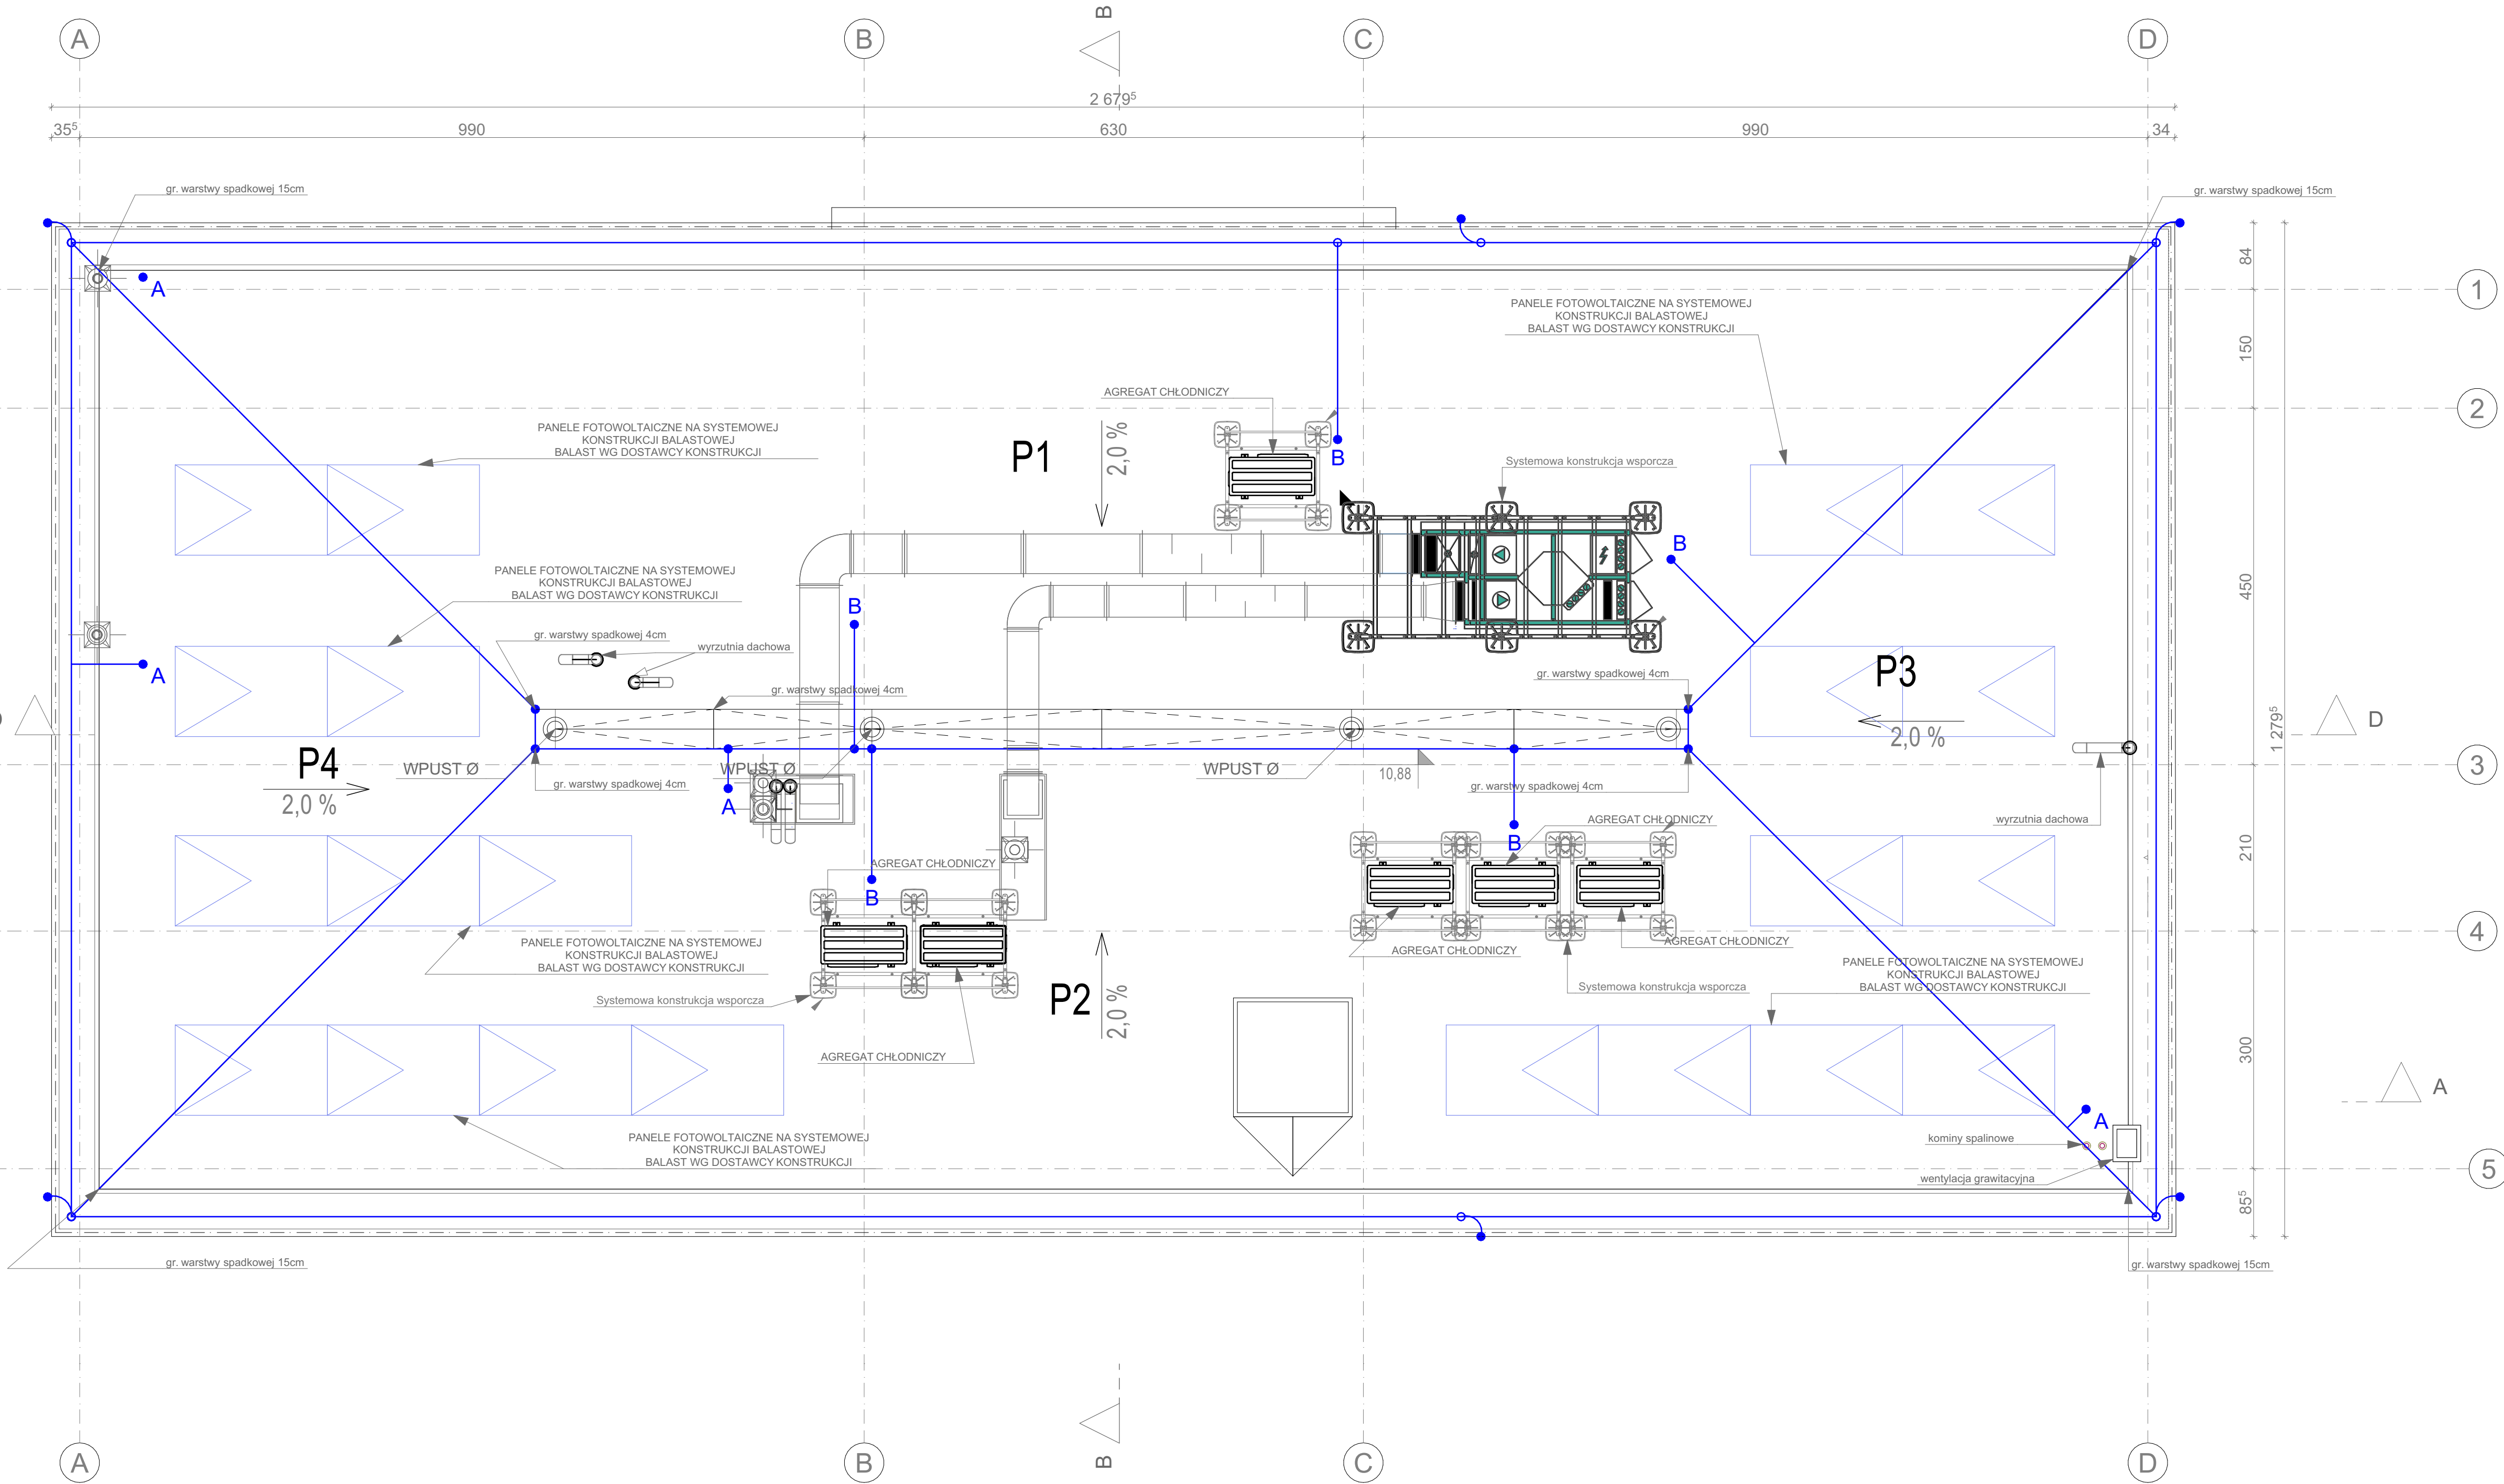 B
A
B
C
D
2 679⁵
35⁵
990
630
990
34
gr. warstwy spadkowej 15cm
gr. warstwy spadkowej 15cm
84
A
1
PANELE FOTOWOLTAICZNE NA SYSTEMOWEJ
KONSTRUKCJI BALASTOWEJ
BALAST WG DOSTAWCY KONSTRUKCJI
150
AGREGAT CHŁODNICZY
2
PANELE FOTOWOLTAICZNE NA SYSTEMOWEJ
KONSTRUKCJI BALASTOWEJ
BALAST WG DOSTAWCY KONSTRUKCJI
P1
2,0 %
B
Systemowa konstrukcja wsporcza
B
PANELE FOTOWOLTAICZNE NA SYSTEMOWEJ
KONSTRUKCJI BALASTOWEJ
BALAST WG DOSTAWCY KONSTRUKCJI
450
B
gr. warstwy spadkowej 4cm
wyrzutnia dachowa
A
P3
gr. warstwy spadkowej 4cm
gr. warstwy spadkowej 4cm
D
1 279⁵
2,0 %
P4
WPUST Ø
WPUST Ø
WPUST Ø
10,88
3
gr. warstwy spadkowej 4cm
gr. warstwy spadkowej 4cm
2,0 %
A
wyrzutnia dachowa
AGREGAT CHŁODNICZY
B
210
AGREGAT CHŁODNICZY
B
4
PANELE FOTOWOLTAICZNE NA SYSTEMOWEJ
KONSTRUKCJI BALASTOWEJ
BALAST WG DOSTAWCY KONSTRUKCJI
AGREGAT CHŁODNICZY
AGREGAT CHŁODNICZY
PANELE FOTOWOLTAICZNE NA SYSTEMOWEJ
KONSTRUKCJI BALASTOWEJ
BALAST WG DOSTAWCY KONSTRUKCJI
Systemowa konstrukcja wsporcza
P2
2,0 %
Systemowa konstrukcja wsporcza
AGREGAT CHŁODNICZY
300
A
A
PANELE FOTOWOLTAICZNE NA SYSTEMOWEJ
KONSTRUKCJI BALASTOWEJ
BALAST WG DOSTAWCY KONSTRUKCJI
kominy spalinowe
wentylacja grawitacyjna
5
85⁵
gr. warstwy spadkowej 15cm
gr. warstwy spadkowej 15cm
A
B
B
C
D